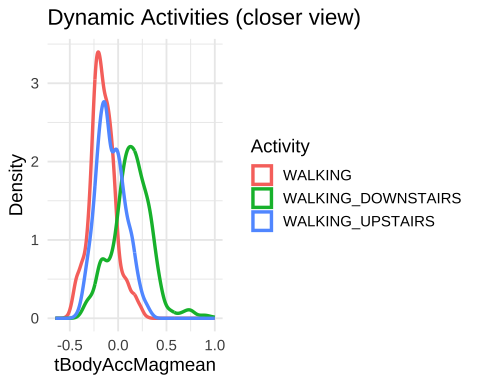 Dynamic Activities (closer view)
3
2
1
0
Density
-0.5 0.0 0.5 1.0
tBodyAccMagmean
Activity
WALKING
WALKING_DOWNSTAIRS
WALKING_UPSTAIRS